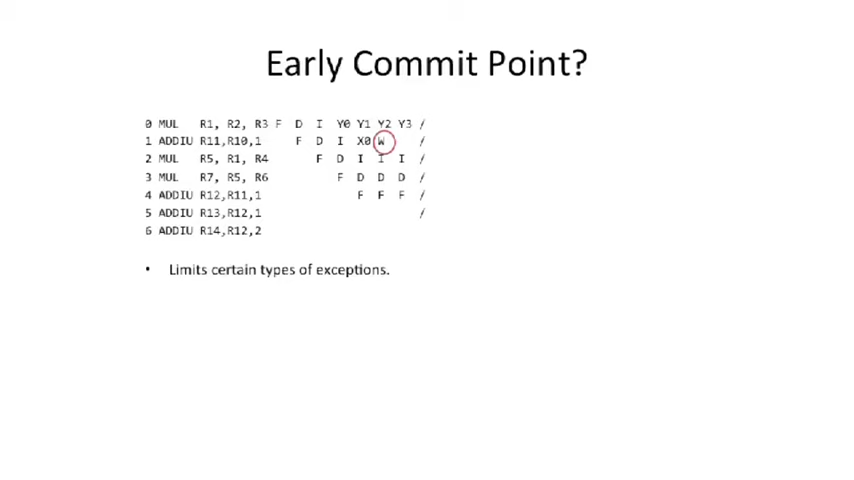 Early Commit Point?
0 MUL R1, R2, R3 F D I Y0 Y1 Y2 Y3 /
1 ADDIU R11,R10,1 F D I X0 W /
2 MUL R5, R1, R4 F D I I I /
3 MUL R7, R5, R6 F D D D /
4 ADDIU R12,R11,1 F F F /
5 ADDIU R13,R12,1 /
6 ADDIU R14,R12,2
• Limits certain types of exceptions.